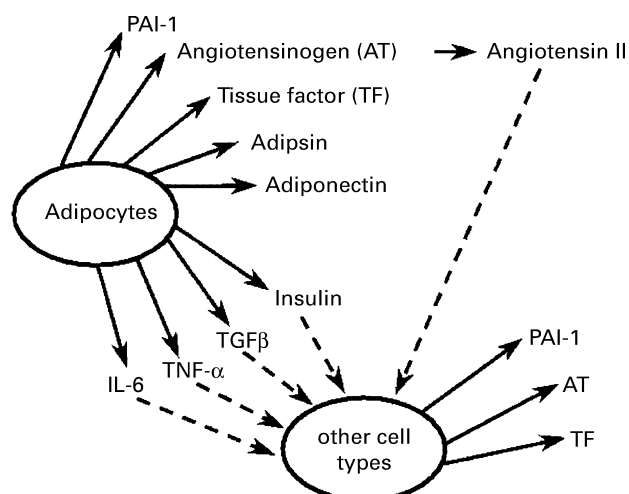 PAI-1
Angiotensinogen (AT)
Angiotensin II
Tissue factor (TF)
Adipsin
Adiponectin
Adipocytes
Insulin
TGFβ
TNF-α
IL-6
PAI-1
AT
TF
other cell
types